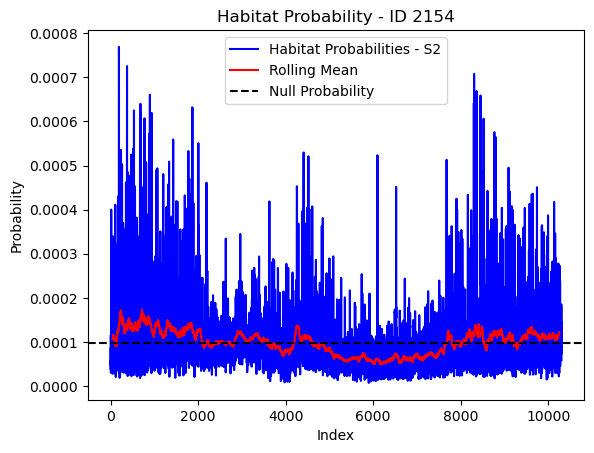 Habitat Probability - ID 2154
Habitat Probabilities - S2
Rolling Mean
Null Probability
Probability
0.0008
0.0007
0.0006
0.0005
0.0004
0.0003
0.0002
0.0001
0.0000
0 2000 4000 6000 8000 10000
Index